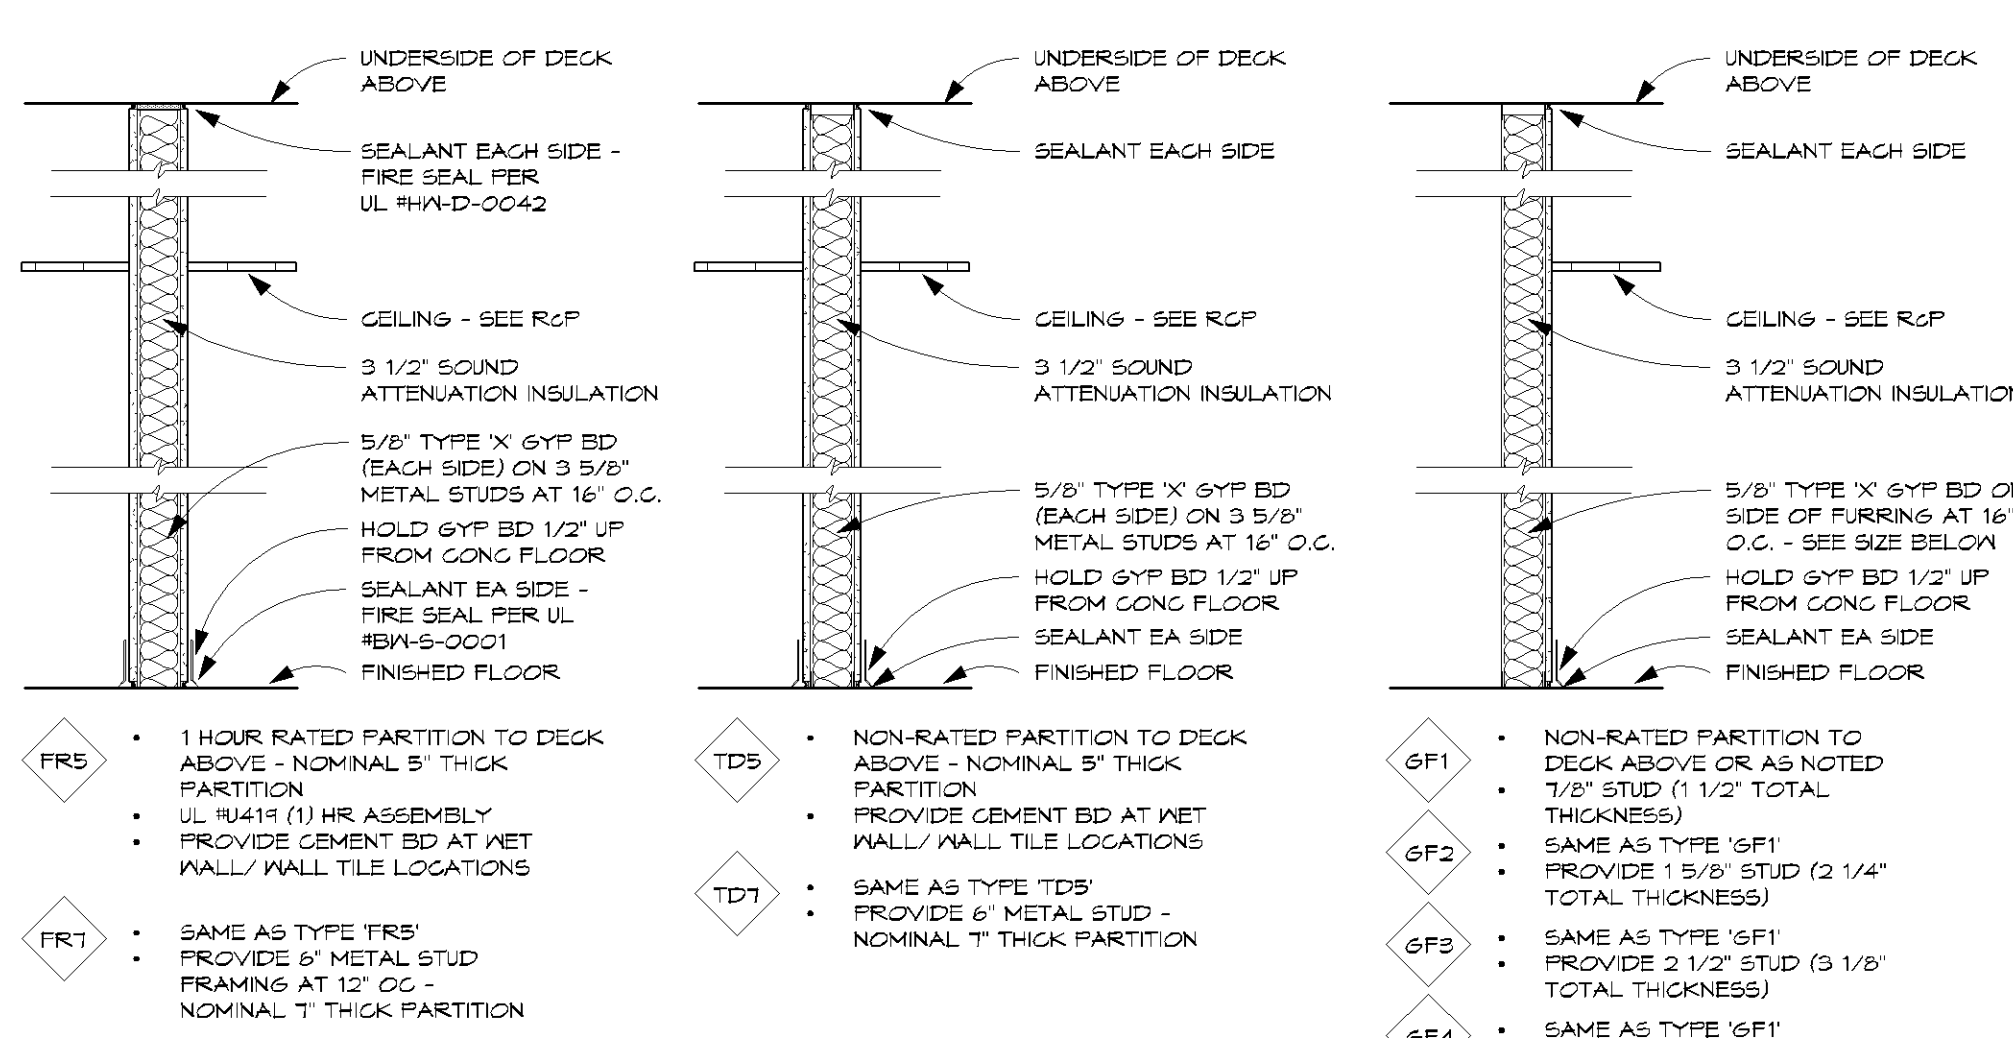 UNDERSIDE OF DECK
ABOVE
SEALANT EACH SIDE -
FIRE SEAL PER
UL #HW-D-0042
CEILING - SEE RCP
3 1/2" SOUND
ATTENUATION INSULATION
5/8" TYPE 'X' GYP BD
(EACH SIDE) ON 3 5/8"
METAL STUDS AT 16" O.C.
HOLD GYP BD 1/2" UP
FROM CONC FLOOR
SEALANT EA SIDE -
FIRE SEAL PER UL
#BW-S-0001
FINISHED FLOOR
FR5
• 1 HOUR RATED PARTITION TO DECK
ABOVE - NOMINAL 5" THICK
PARTITION
• UL #U419 (1) HR ASSEMBLY
• PROVIDE CEMENT BD AT WET
WALL/ WALL TILE LOCATIONS
FR7
• SAME AS TYPE 'FR5'
• PROVIDE 6" METAL STUD
FRAMING AT 12" OC -
NOMINAL 7" THICK PARTITION
UNDERSIDE OF DECK
ABOVE
SEALANT EACH SIDE
CEILING - SEE RCP
3 1/2" SOUND
ATTENUATION INSULATION
5/8" TYPE 'X' GYP BD
(EACH SIDE) ON 3 5/8"
METAL STUDS AT 16" O.C.
HOLD GYP BD 1/2" UP
FROM CONC FLOOR
SEALANT EA SIDE
FINISHED FLOOR
TD5
• NON-RATED PARTITION TO DECK
ABOVE - NOMINAL 5" THICK
PARTITION
• PROVIDE CEMENT BD AT WET
WALL/ WALL TILE LOCATIONS
TD7
• SAME AS TYPE 'TD5'
• PROVIDE 6" METAL STUD -
NOMINAL 7" THICK PARTITION
UNDERSIDE OF DECK
ABOVE
SEALANT EACH SIDE
CEILING - SEE RCP
3 1/2" SOUND
ATTENUATION INSULATION
5/8" TYPE 'X' GYP BD
SIDE OF FURRING AT 16"
O.C. - SEE SIZE BELOW
HOLD GYP BD 1/2" UP
FROM CONC FLOOR
SEALANT EA SIDE
FINISHED FLOOR
GF1
• NON-RATED PARTITION TO
DECK ABOVE OR AS NOTED
• 7/8" STUD (1 1/2" TOTAL
THICKNESS)
GF2
• SAME AS TYPE 'GF1'
• PROVIDE 1 5/8" STUD (2 1/4"
TOTAL THICKNESS)
GF3
• SAME AS TYPE 'GF1'
• PROVIDE 2 1/2" STUD (3 1/8"
TOTAL THICKNESS)
GF4
• SAME AS TYPE 'GF1'